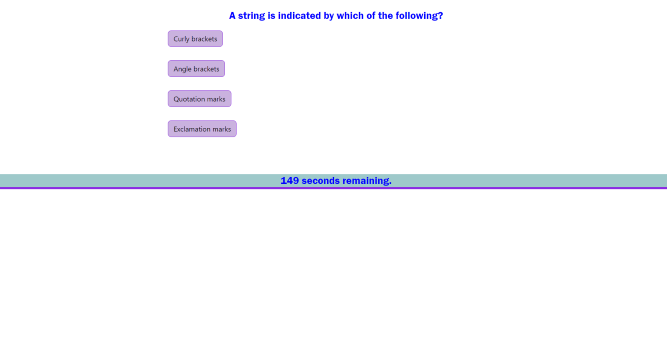 A string is indicated by which of the following?
Curly brackets
Angle brackets
Quotation marks
Exclamation marks
149 seconds remaining.